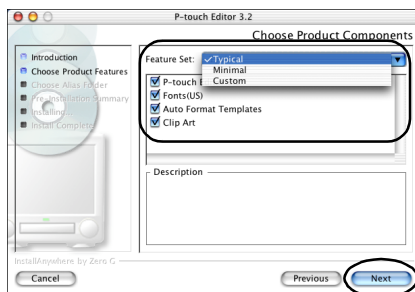 P-touch Editor 3.2
Choose Product Components
Introduction
Choose Product Features
Choose Alias Folder
Pre-Installation Summary
Installing...
Install Complete
Feature Set:
Typical
Minimal
Custom
P-touch E
Fonts(US)
Auto Format Templates
Clip Art
Description
InstallAnywhere by Zero G
Cancel
Previous
Next